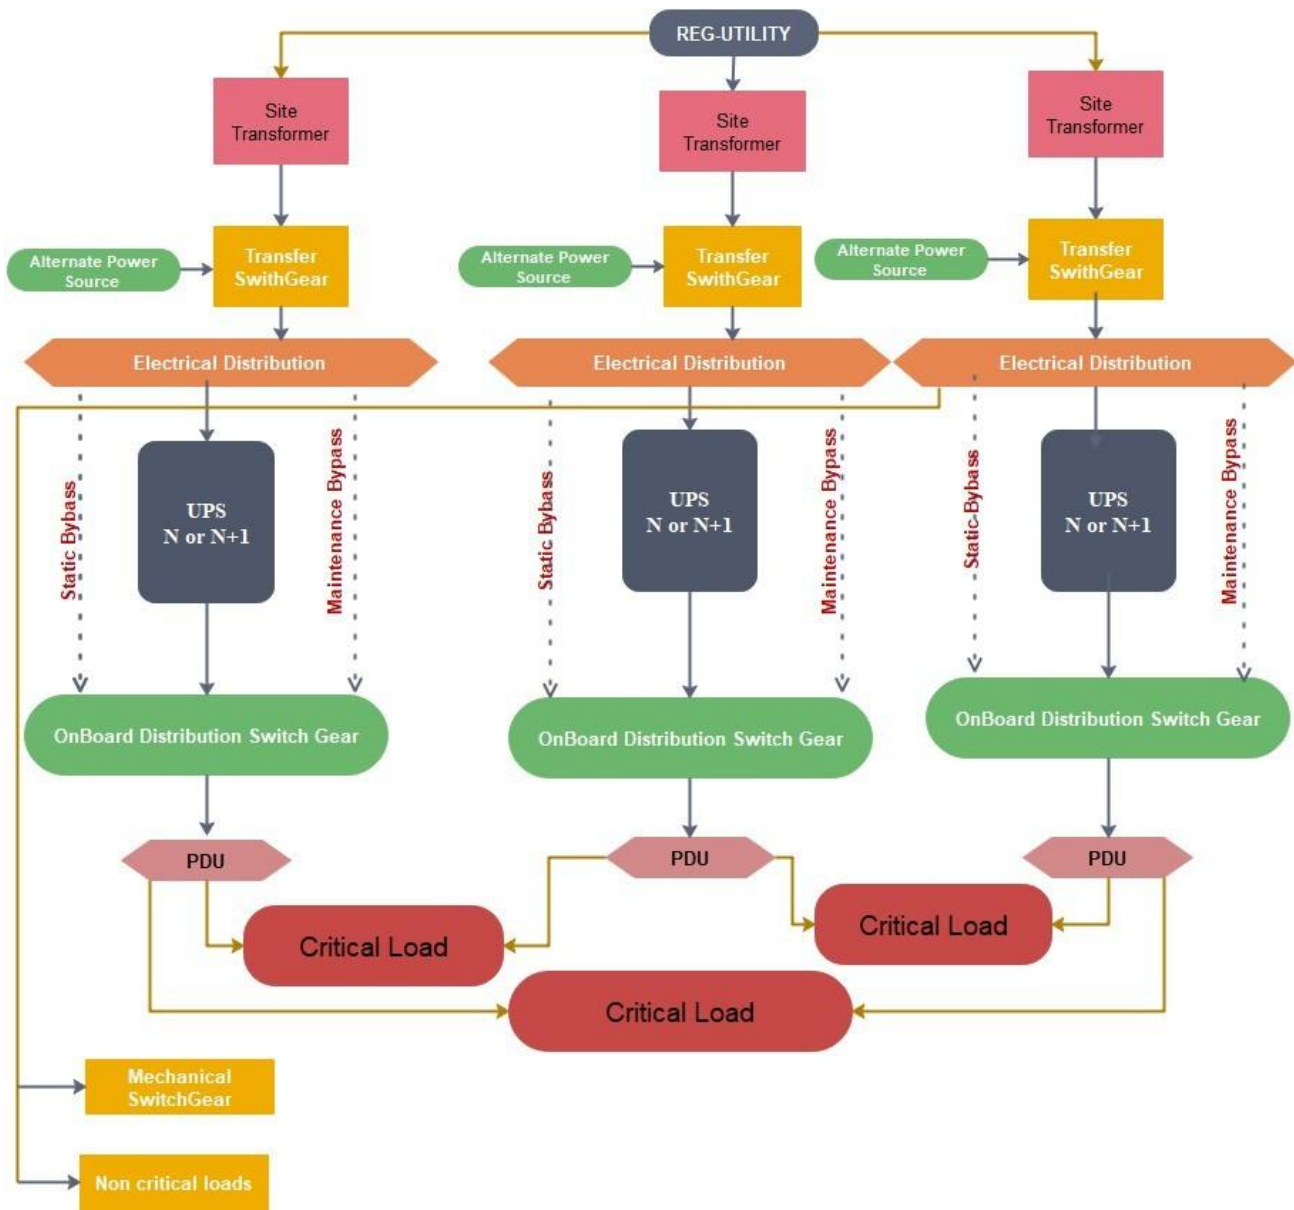 REG-UTILITY
Site
Transformer
Site
Transformer
Site
Transformer
Alternate Power
Source
Transfer
SwithGear
Alternate Power
Source
Transfer
SwithGear
Alternate Power
Source
Transfer
SwithGear
Electrical Distribution
Electrical Distribution
Electrical Distribution
Static Bybass
UPS
N or N+1
Maintenance Bypass
Static Bybass
UPS
N or N+1
Maintenance Bypass
Static Bybass
UPS
N or N+1
Maintenance Bypass
OnBoard Distribution Switch Gear
OnBoard Distribution Switch Gear
OnBoard Distribution Switch Gear
PDU
PDU
PDU
Critical Load
Critical Load
Critical Load
Mechanical
SwitchGear
Non critical loads